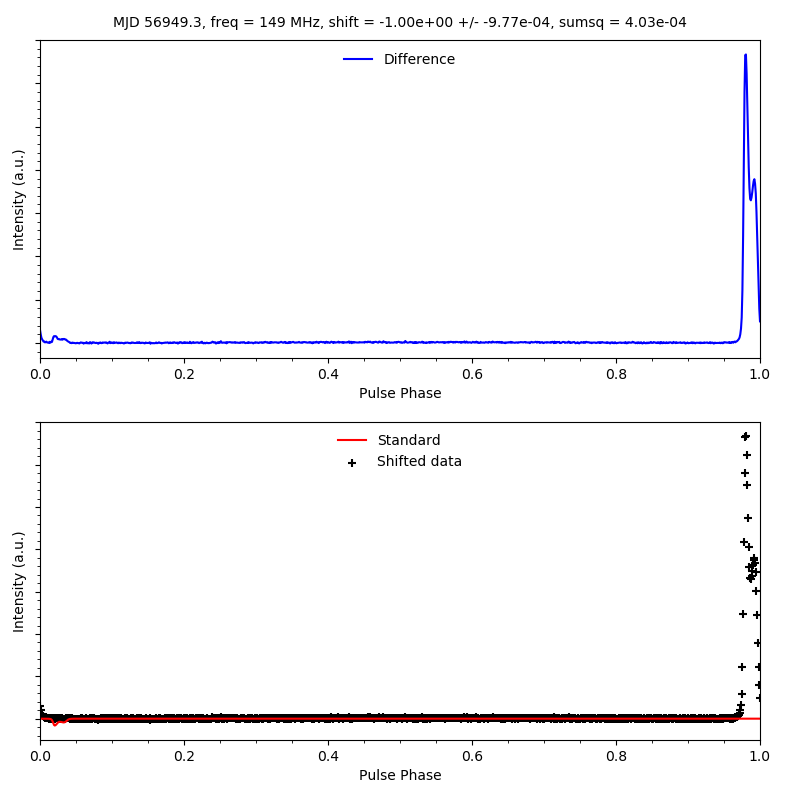 MJD 56949.3, freq = 149 MHz, shift = -1.00e+00 +/- -9.77e-04, sumsq = 4.03e-04
Difference
Intensity (a.u.)
0.0 0.2 0.4 0.6 0.8 1.0
Pulse Phase
Standard
Shifted data
Intensity (a.u.)
0.0 0.2 0.4 0.6 0.8 1.0
Pulse Phase